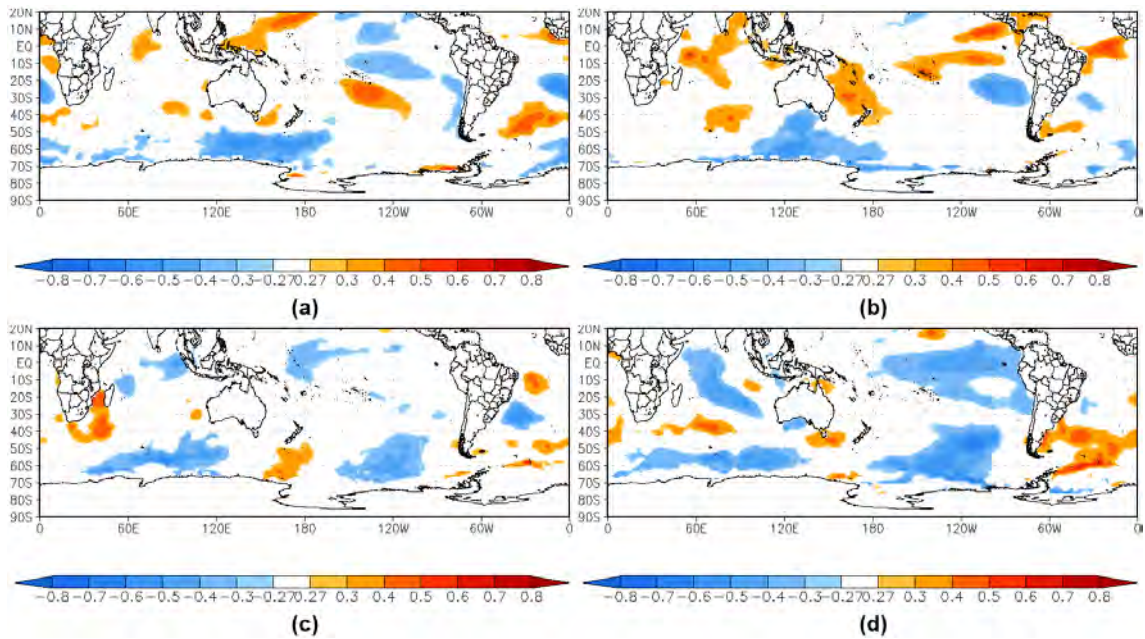 20N 20N
10N 10N
EQ EQ
10S 10S
20S 20S
30S 30S
40S 40S
50S 50S
60S 60S
70S 70S
80S 80S
90S 90S
0 60E 120E 180 120W 60W 0 0 60E 120E 180 120W 60W 0
-0.8 -0.7 -0.6 -0.5 -0.4 -0.3 -0.27 0.27 0.3 0.4 0.5 0.6 0.7 0.8 -0.8 -0.7 -0.6 -0.5 -0.4 -0.3 -0.27 0.27 0.3 0.4 0.5 0.6 0.7 0.8
(a) (b)
20N 20N
10N 10N
EQ EQ
10S 10S
20S 20S
30S 30S
40S 40S
50S 50S
60S 60S
70S 70S
80S 80S
90S 90S
0 60E 120E 180 120W 60W 0 0 60E 120E 180 120W 60W 0
-0.8 -0.7 -0.6 -0.5 -0.4 -0.3 -0.27 0.27 0.3 0.4 0.5 0.6 0.7 0.8 -0.8 -0.7 -0.6 -0.5 -0.4 -0.3 -0.27 0.27 0.3 0.4 0.5 0.6 0.7 0.8
(c) (d)